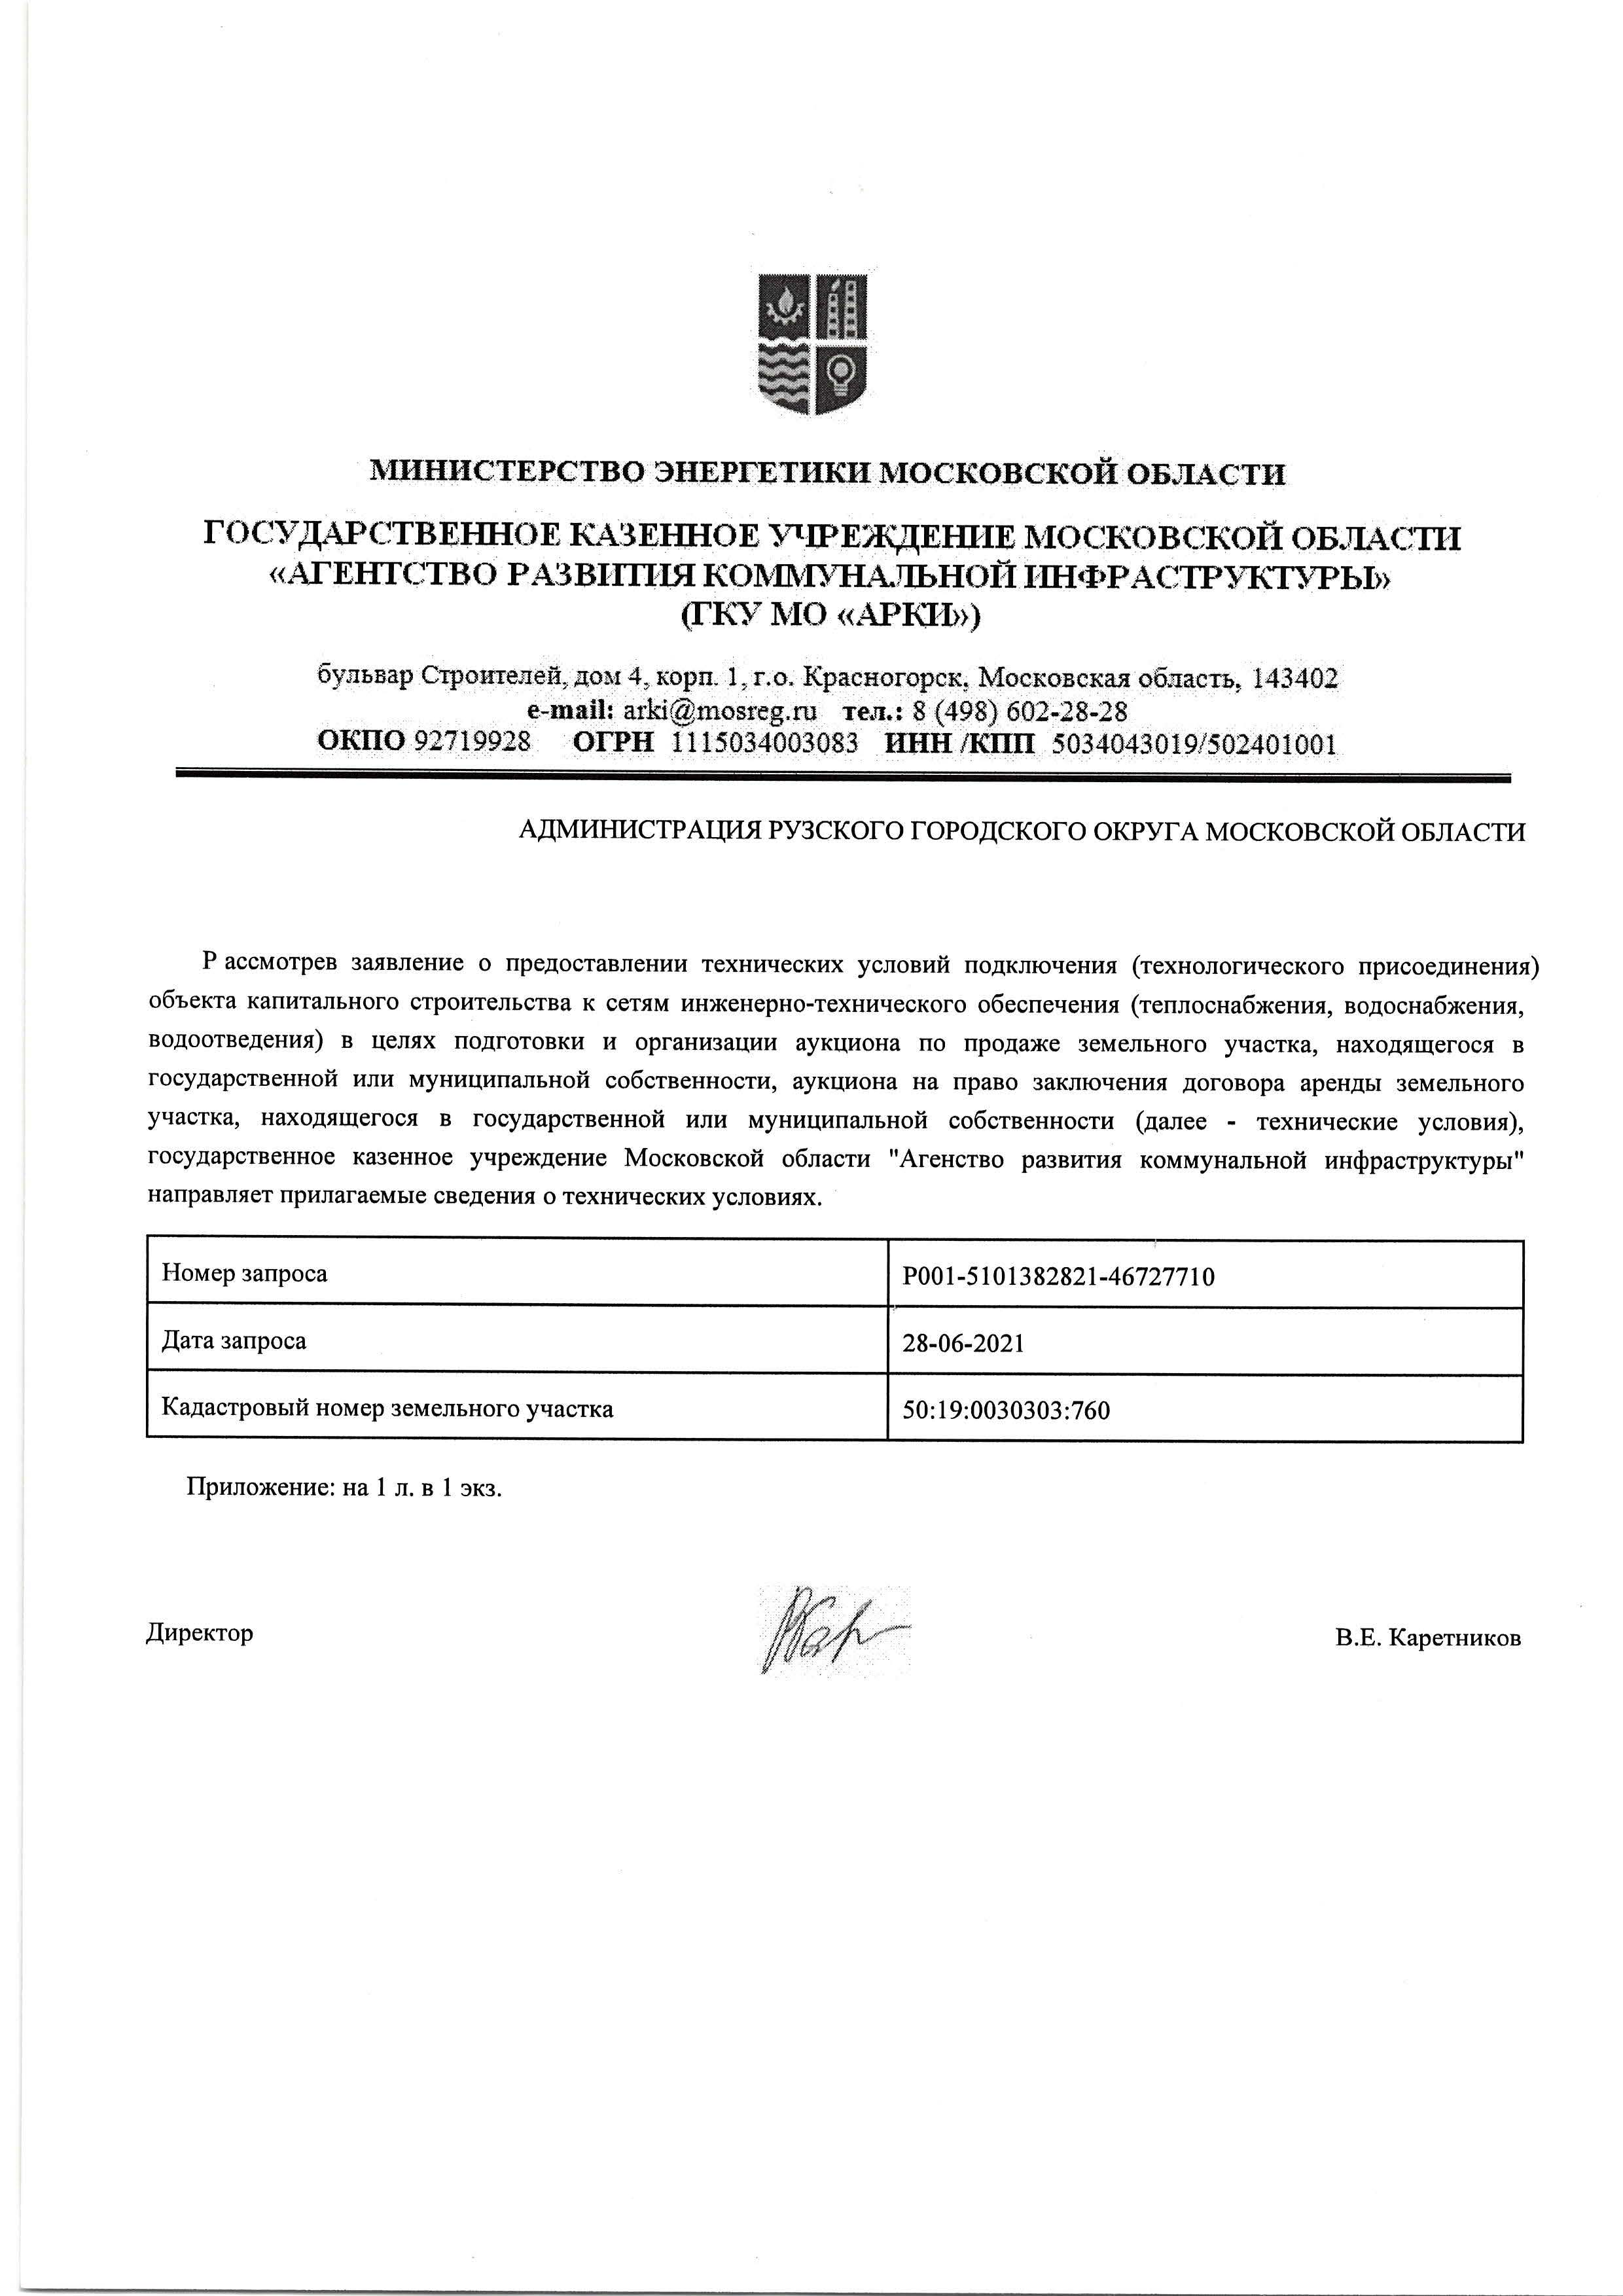 МИНИСТЕРСТВО ЭНЕРГЕТИКИ МОСКОВСКОЙ ОБЛАСТИ
ГОСУДАРСТВЕННОЕ КАЗЕННОЕ УЧРЕЖДЕНИЕ МОСКОВСКОЙ ОБЛАСТИ
«АГЕНТСТВО РАЗВИТИЯ КОММУНАЛЬНОЙ ИНФРАСТРУКТУРЫ»
(ГКУ МО «АРКИ»)
бульвар Строителей, дом 4, корп. 1, г.о. Красногорск, Московская область, 143402
e-mail: arki@mosreg.ru тел.: 8 (498) 602-28-28
ОКПО 92719928 ОГРН 1115034003083 ИНН /КПП 5034043019/502401001
АДМИНИСТРАЦИЯ РУЗСКОГО ГОРОДСКОГО ОКРУГА МОСКОВСКОЙ ОБЛАСТИ
Р ассмотрев заявление о предоставлении технических условий подключения (технологического присоединения)
объекта капитального строительства к сетям инженерно-технического обеспечения (теплоснабжения, водоснабжения,
водоотведения) в целях подготовки и организации аукциона по продаже земельного участка, находящегося в
государственной или муниципальной собственности, аукциона на право заключения договора аренды земельного
участка, находящегося в государственной или муниципальной собственности (далее - технические условия),
государственное казенное учреждение Московской области "Агенство развития коммунальной инфраструктуры"
направляет прилагаемые сведения о технических условиях.
Номер запроса P001-5101382821-46727710
Дата запроса 28-06-2021
Кадастровый номер земельного участка 50:19:0030303:760
Приложение: на 1 л. в 1 экз.
Директор В.Е. Каретников